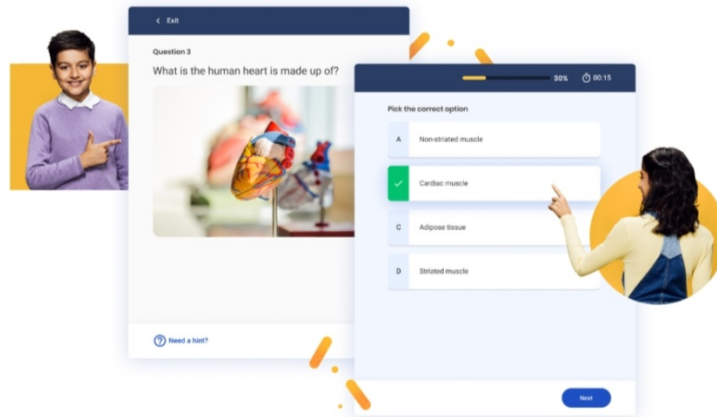 Exit
Question 3
What is the human heart is made up of?
Need a hint?
30% 00:15
Pick the correct option
A Non-striated muscle
Cardiac muscle
C Adipose tissue
D Striated muscle
Next